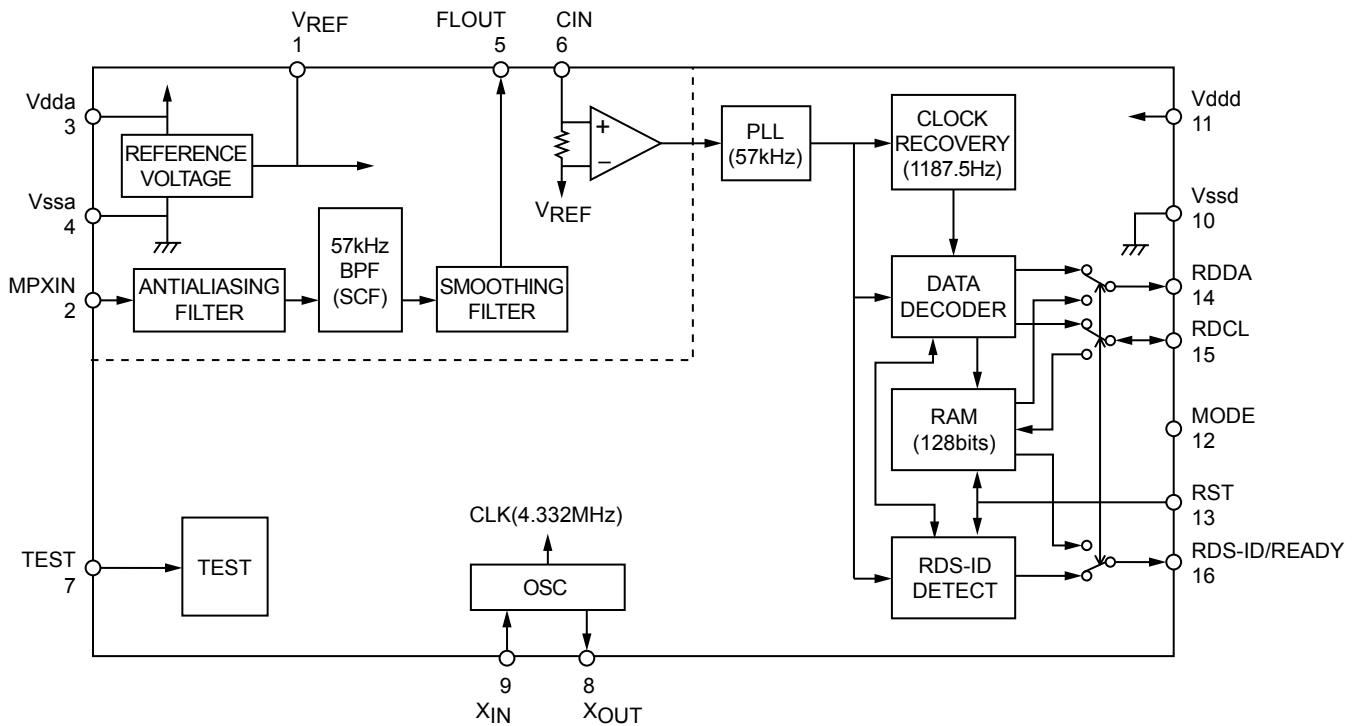 VREF
1
FLOUT
5
CIN
6
Vdda
3
REFERENCE
VOLTAGE
Vssa
4
MPXIN
2
ANTIALIASING
FILTER
57kHz
BPF
(SCF)
SMOOTHING
FILTER
+
−
VREF
PLL
(57kHz)
CLOCK
RECOVERY
(1187.5Hz)
DATA
DECODER
RAM
(128bits)
RDS-ID
DETECT
Vddd
11
Vssd
10
RDDA
14
RDCL
15
MODE
12
RST
13
RDS-ID/READY
16
TEST
7
TEST
CLK(4.332MHz)
OSC
9
XIN
8
XOUT